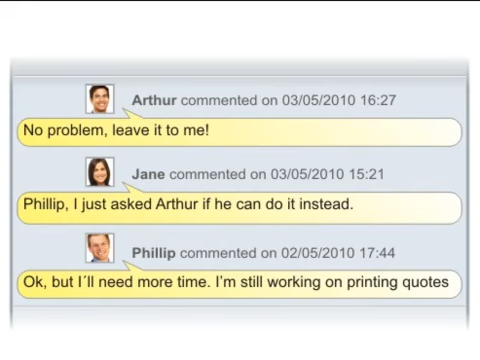 Arthur commented on 03/05/2010 16:27
No problem, leave it to me!
Jane commented on 03/05/2010 15:21
Phillip, I just asked Arthur if he can do it instead.
Phillip commented on 02/05/2010 17:44
Ok, but I´ll need more time. I’m still working on printing quotes